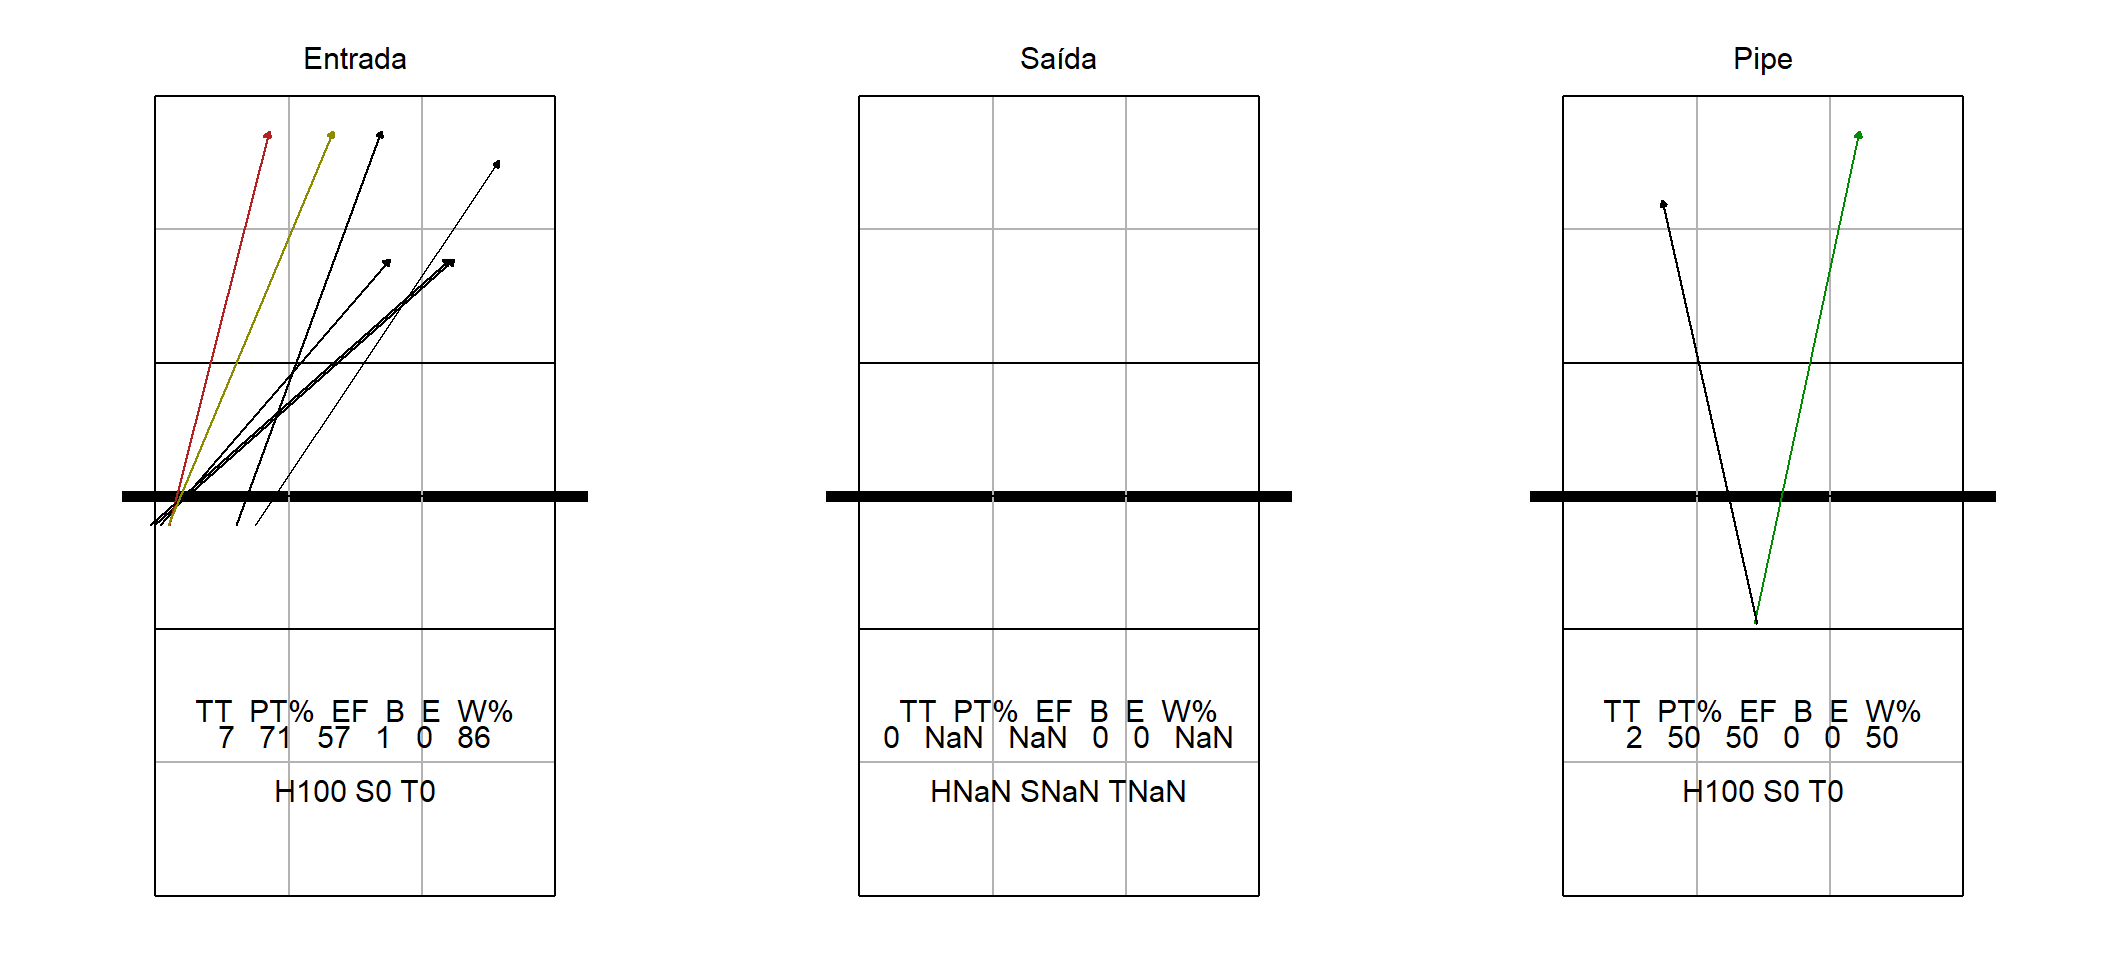 Entrada
TT PT% EF B E W%
7 71 57 1 0 86
H100 S0 T0
Saída
TT PT% EF B E W%
0 NaN NaN 0 0 NaN
HNaN SNaN TNaN
Pipe
TT PT% EF B E W%
2 50 50 0 0 50
H100 S0 T0